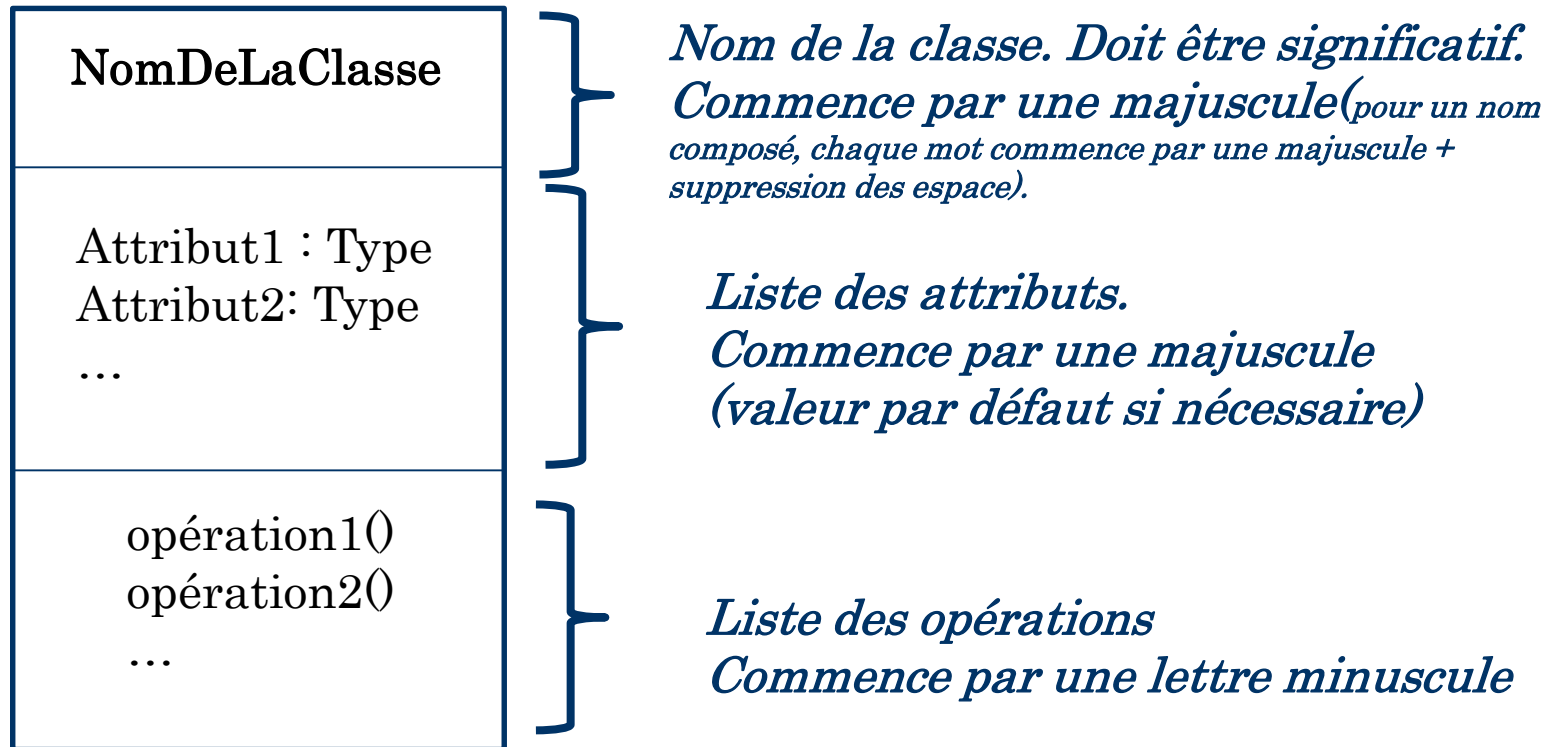 NomDeLaClasse
Nom de la classe. Doit être significatif.
Commence par une majuscule(pour un nom
composé, chaque mot commence par une majuscule +
suppression des espace).
Attribut1 : Type
Attribut2: Type
…
Liste des attributs.
Commence par une majuscule
(valeur par défaut si nécessaire)
opération1()
opération2()
…
Liste des opérations
Commence par une lettre minuscule